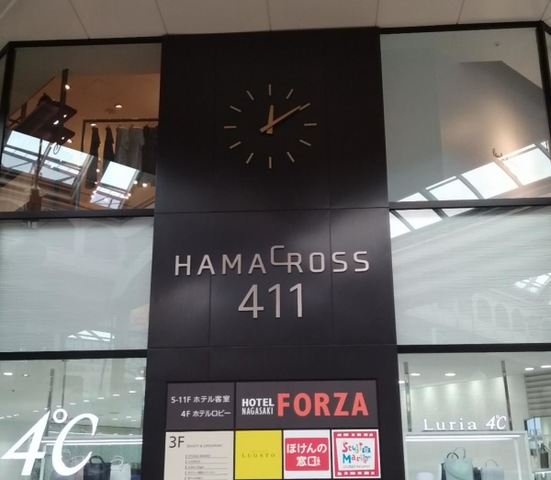 HAMACROSS
411
5-11F ホテル客室
4F ホテルロビー
HOTEL
NAGASAKI
FORZA
3F
ほけんの
窓口
4℃
Luria 4℃